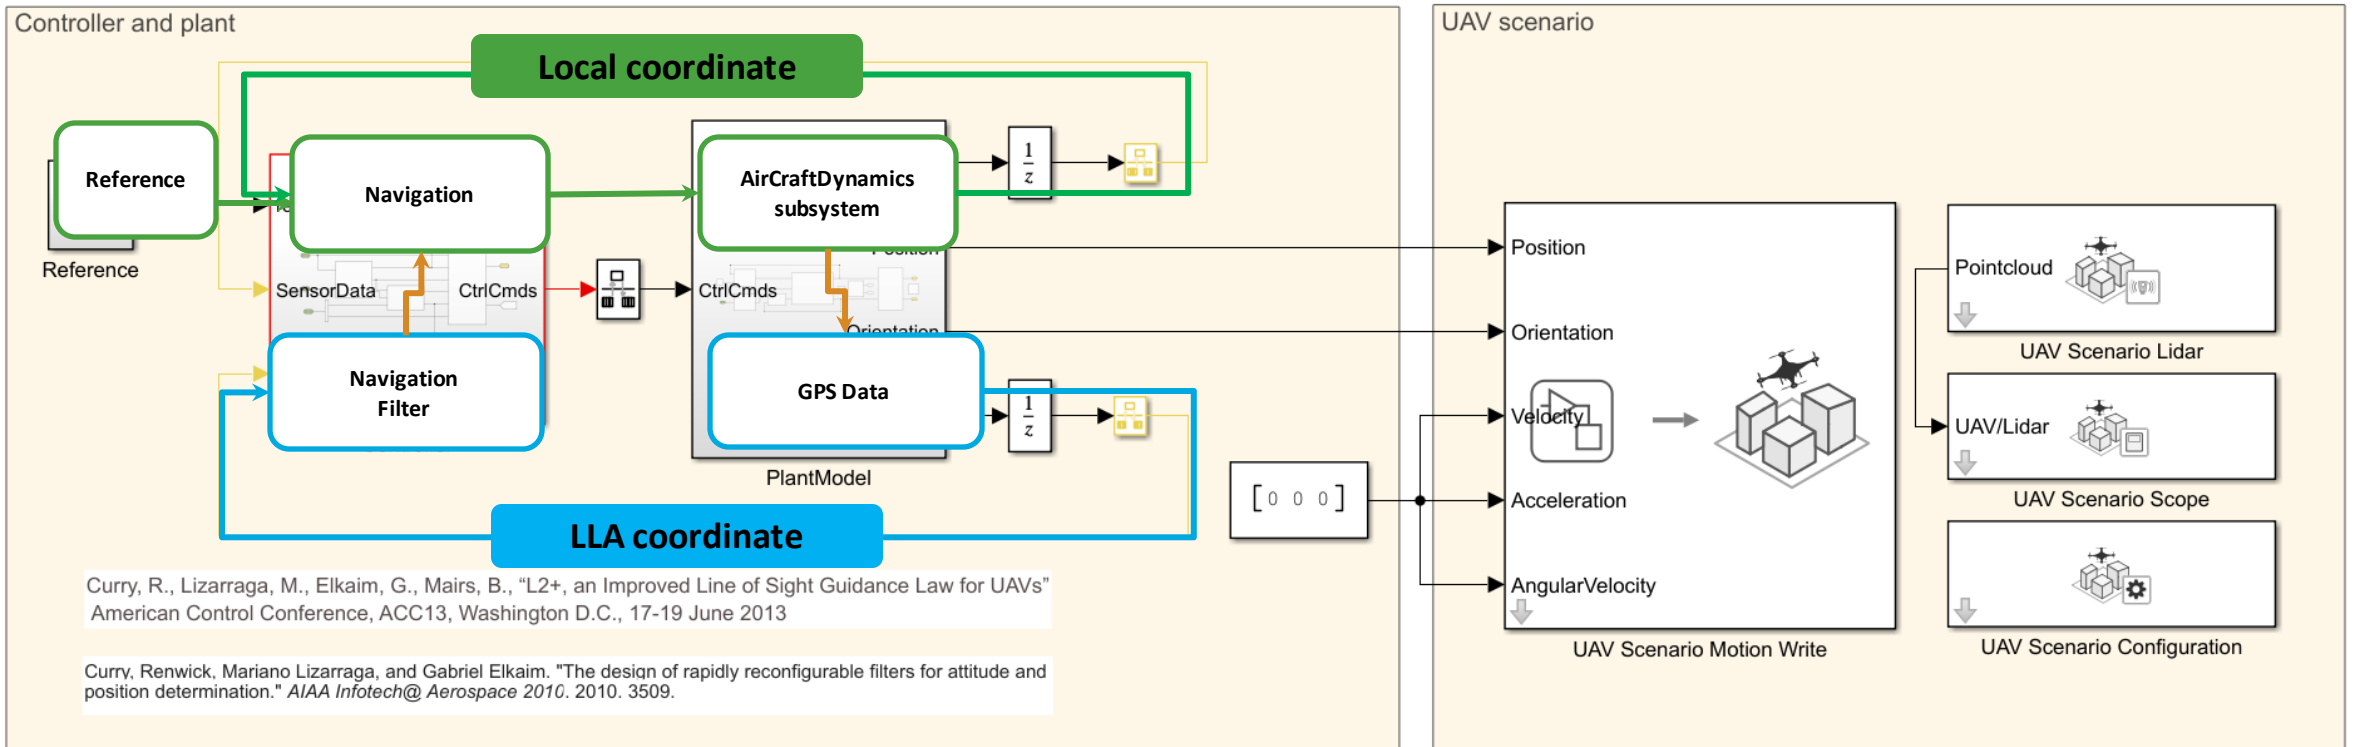 Controller and plant
UAV scenario
Local coordinate
Reference
Navigation
AirCraftDynamics
subsystem
1
z
Reference
Position
SensorData
CtrlCmds
CtrlCmds
Orientation
Navigation
Filter
GPS Data
1
z
PlantModel
LLA coordinate
[0 0 0]
Position
Orientation
Velocity
Acceleration
AngularVelocity
UAV Scenario Motion Write
Pointcloud
UAV Scenario Lidar
UAV/Lidar
UAV Scenario Scope
UAV Scenario Configuration
Curry, R., Lizarraga, M., Elkaim, G., Mairs, B., “L2+, an Improved Line of Sight Guidance Law for UAVs”
American Control Conference, ACC13, Washington D.C., 17-19 June 2013
Curry, Renwick, Mariano Lizarraga, and Gabriel Elkaim. "The design of rapidly reconfigurable filters for attitude and
position determination." AIAA Infotech@ Aerospace 2010. 2010. 3509.